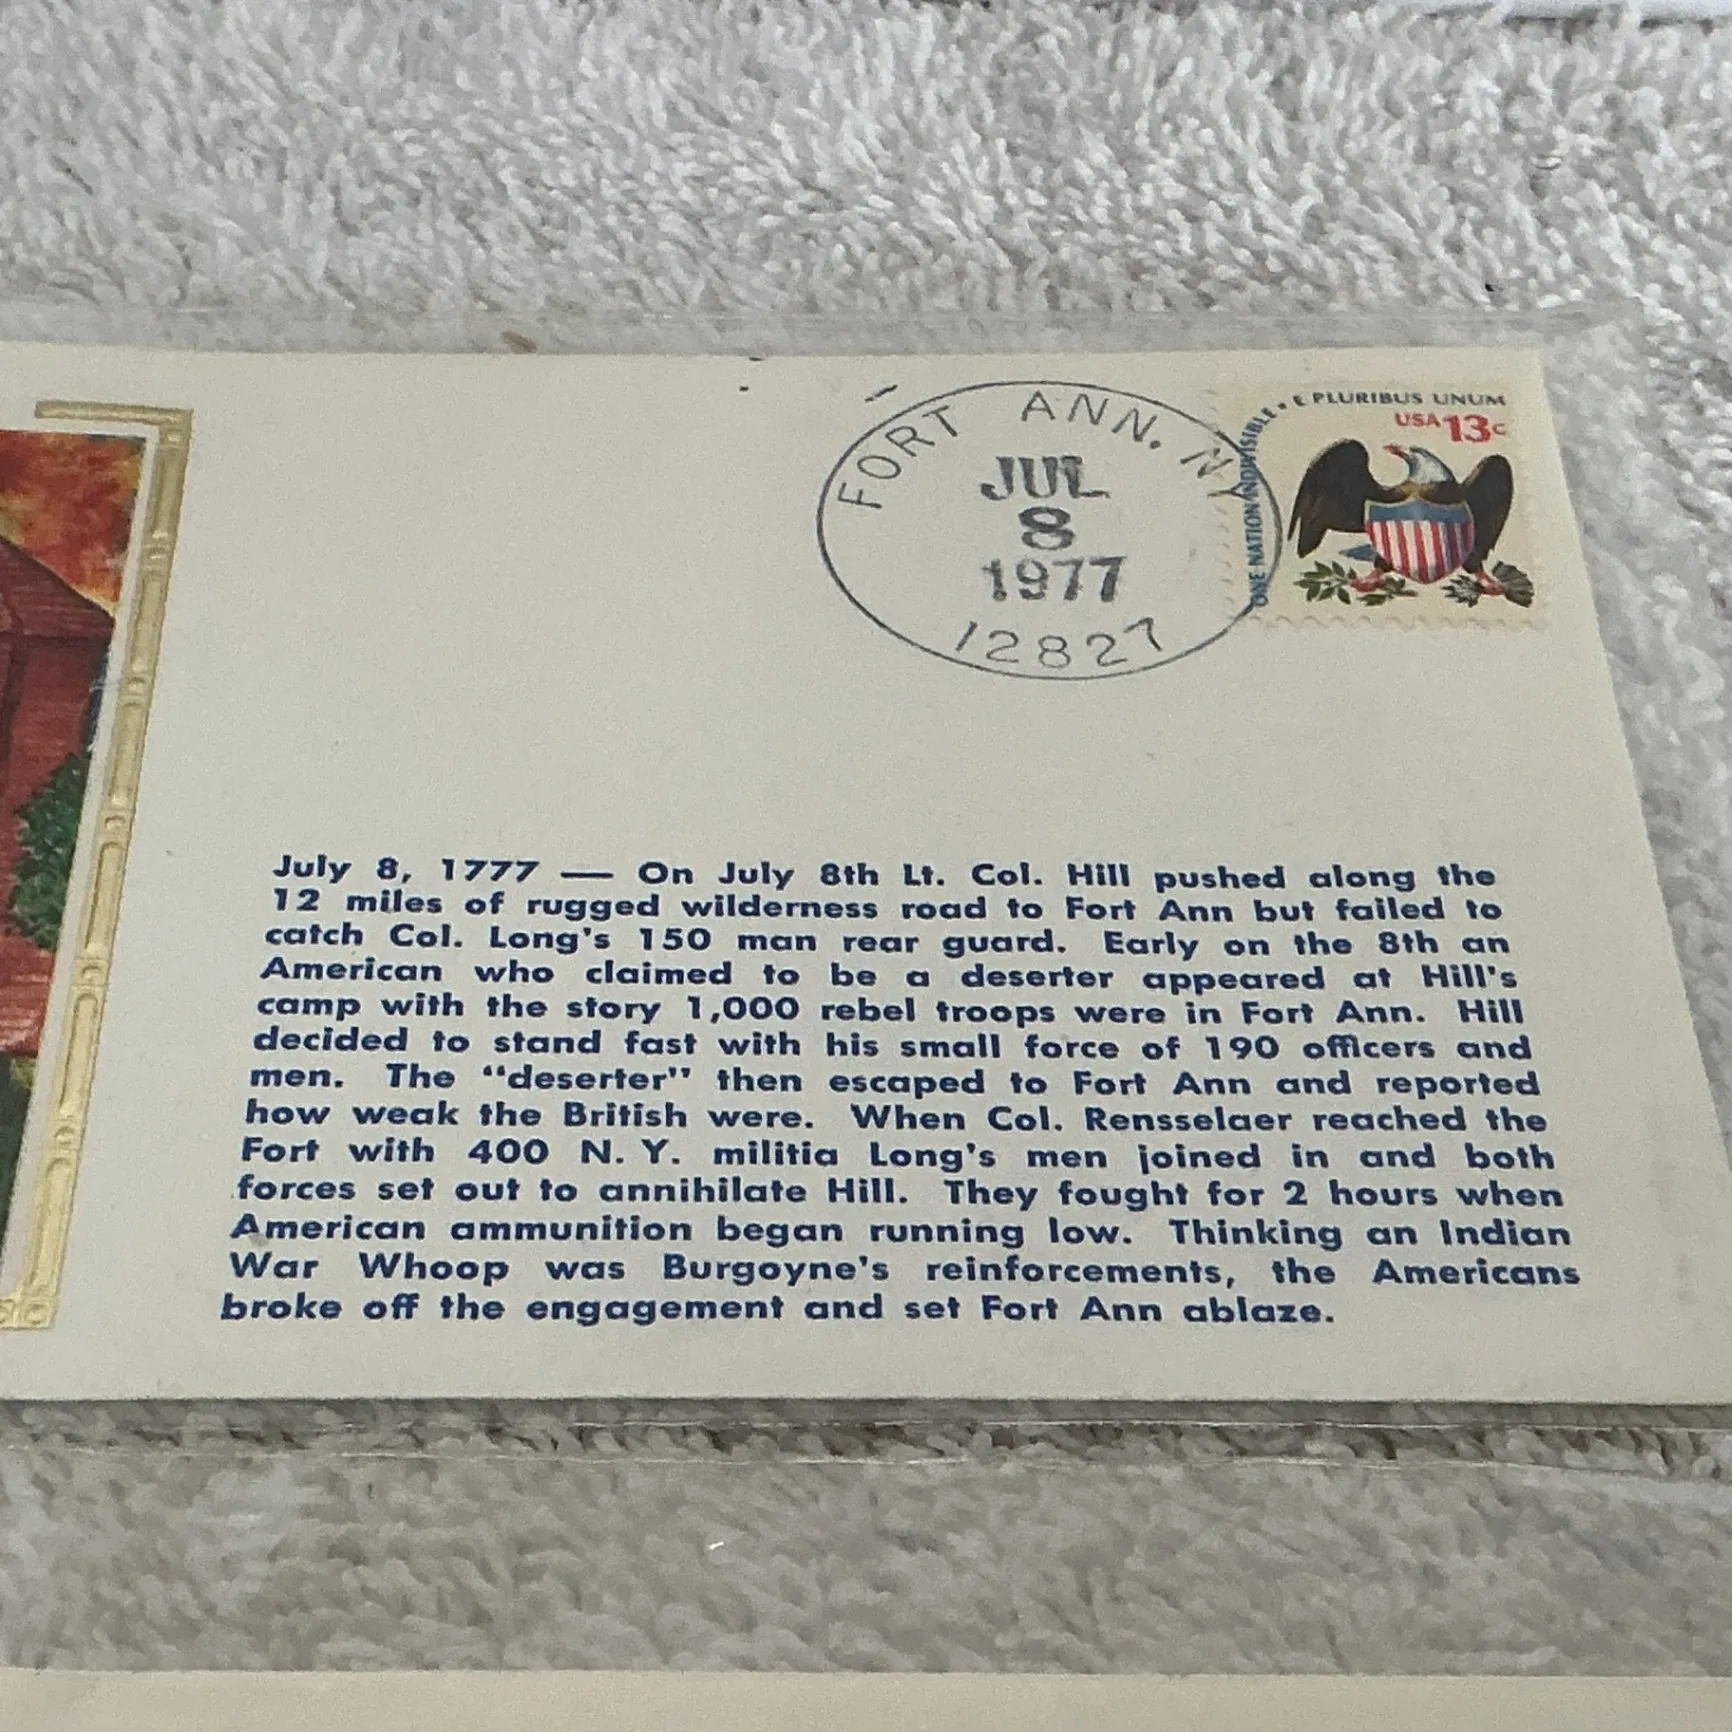 FORT ANN. NY
JUL
8
1977
12827
ONE NATION INDIVISIBLE • E PLURIBUS UNUM
USA 13c
July 8, 1777 — On July 8th Lt. Col. Hill pushed along the
12 miles of rugged wilderness road to Fort Ann but failed to
catch Col. Long's 150 man rear guard. Early on the 8th an
American who claimed to be a deserter appeared at Hill's
camp with the story 1,000 rebel troops were in Fort Ann. Hill
decided to stand fast with his small force of 190 officers and
men. The "deserter" then escaped to Fort Ann and reported
how weak the British were. When Col. Rensselaer reached the
Fort with 400 N. Y. militia Long's men joined in and both
forces set out to annihilate Hill. They fought for 2 hours when
American ammunition began running low. Thinking an Indian
War Whoop was Burgoyne's reinforcements, the Americans
broke off the engagement and set Fort Ann ablaze.